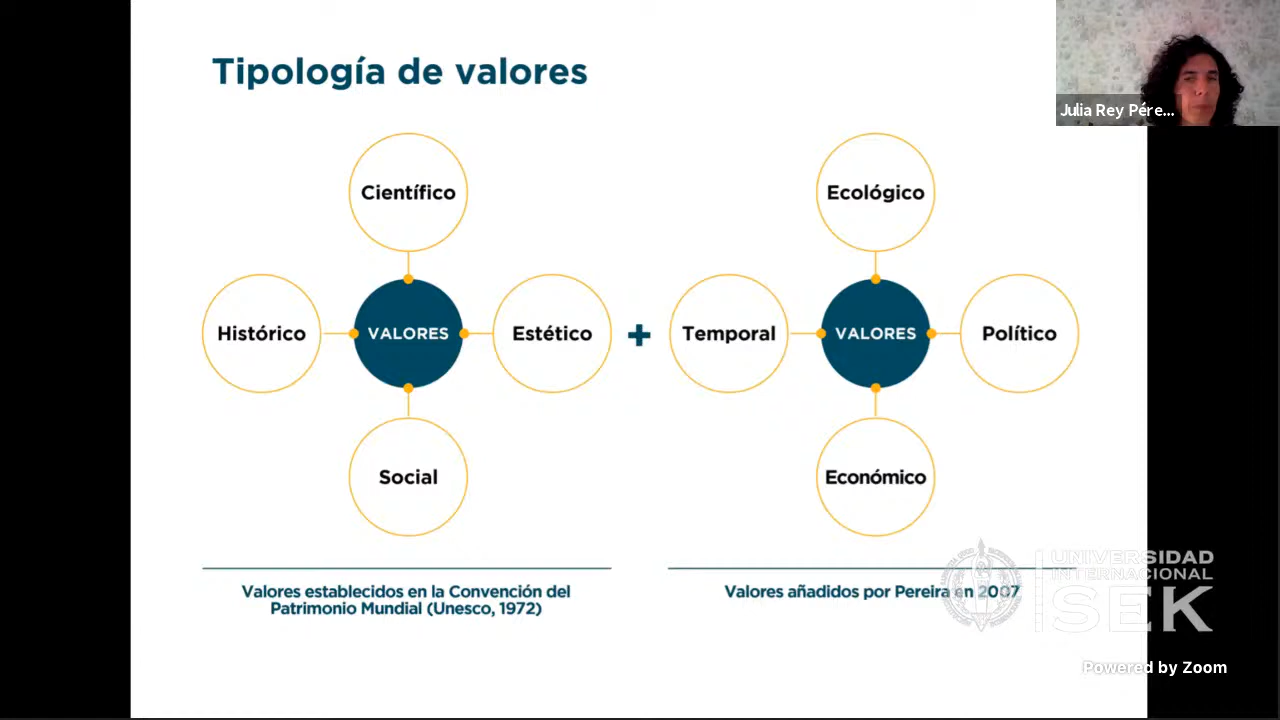 Tipología de valores
Julia Rey Pére...
Científico
Histórico
VALORES
Estético
Social
+
Ecológico
Temporal
VALORES
Político
Económico
Valores establecidos en la Convención del
Patrimonio Mundial (Unesco, 1972)
Valores añadidos por Pereira en 2007
UNIVERSIDAD
INTERNACIONAL
SEK
Powered by Zoom